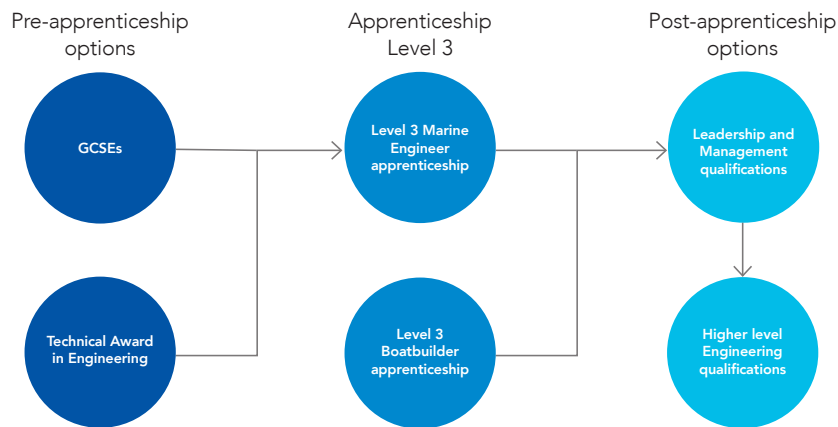 Pre-apprenticeship
options
Apprenticeship
Level 3
Post-apprenticeship
options
GCSEs
Level 3 Marine
Engineer
apprenticeship
Leadership and
Management
qualifications
Technical Award
in Engineering
Level 3
Boatbuilder
apprenticeship
Higher level
Engineering
qualifications